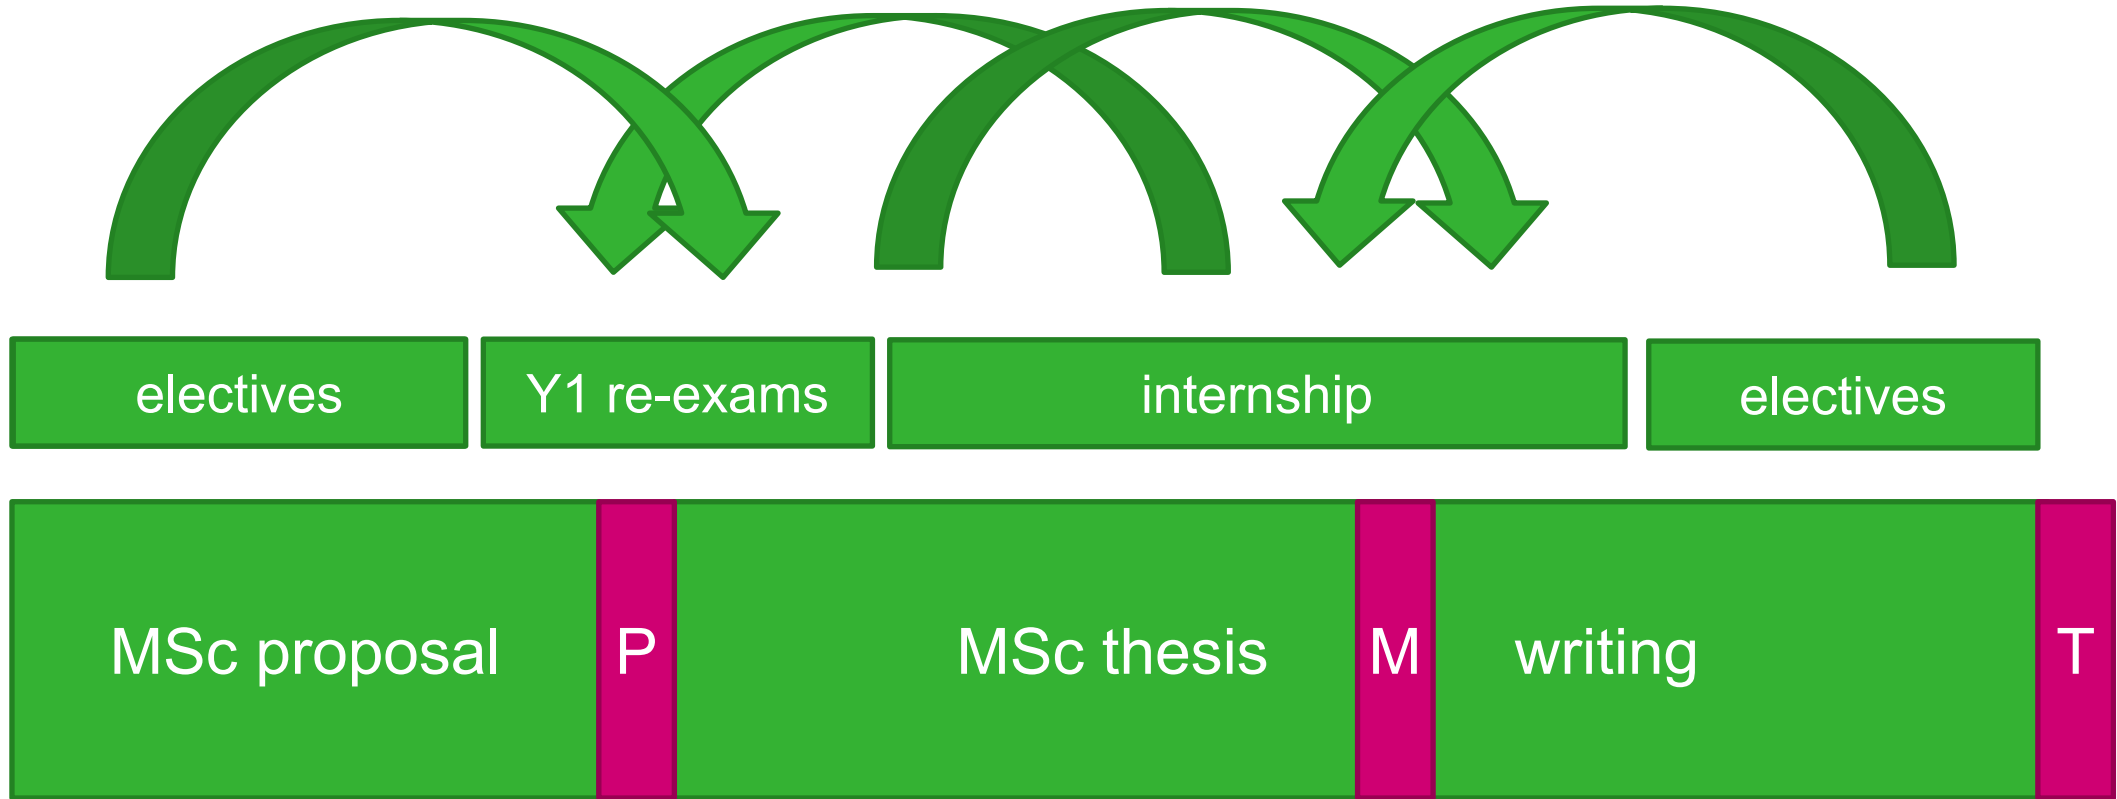 electives
Y1 re-exams
internship
electives
MSc proposal
P
MSc thesis
M
writing
T